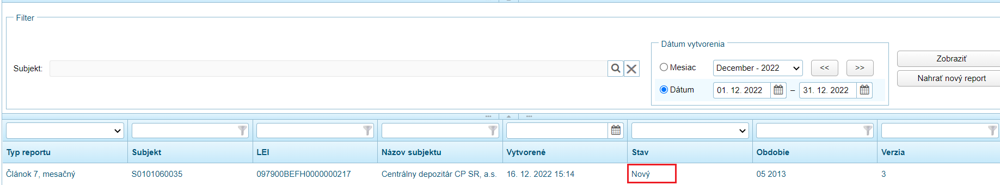 Filter
Subjekt:
Dátum vytvorenia
Mesiac December - 2022 << >>
Dátum 01. 12. 2022 – 31. 12. 2022
Zobraziť
Nahrať nový report
Typ reportu Subjekt LEI Názov subjektu Vytvorené Stav Obdobie Verzia
Článok 7, mesačný S0101060035 097900BEFH0000000217 Centrálny depozitár CP SR, a.s. 16. 12. 2022 15:14 Nový 05 2013 3